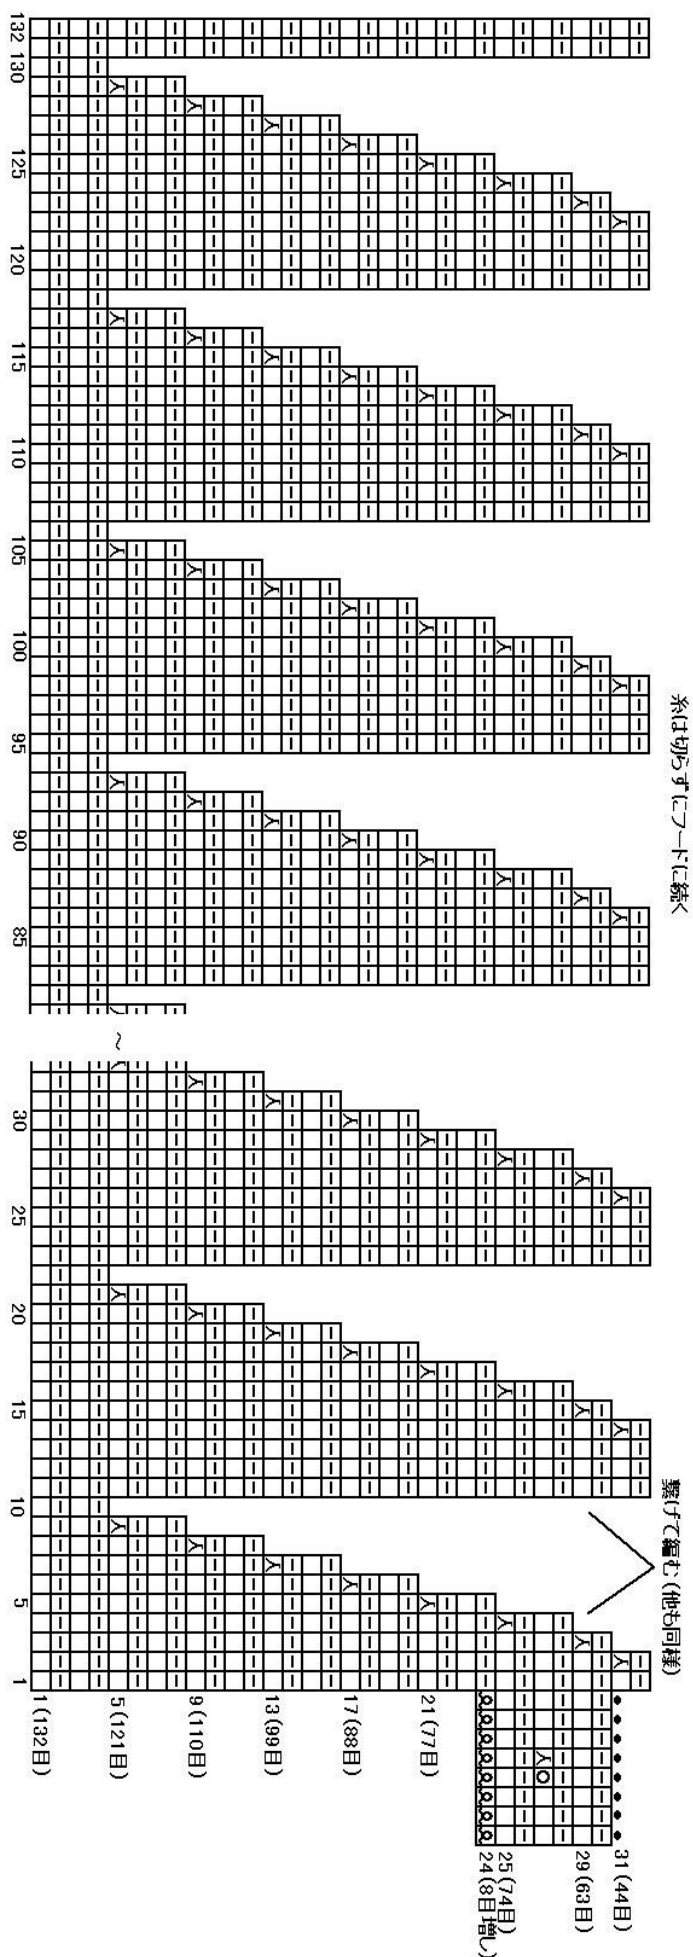 糸は切らずにフードに続く
繋げて編む(他も同様)
31(44目)
29(63目)
25(74目)
24(8目増し)
21(77目)
17(88目)
13(99目)
9(110目)
5(121目)
1(132目)
～
132 130 125 120 115 110 105 100 95 90 85 30 25 20 15 10 5 1